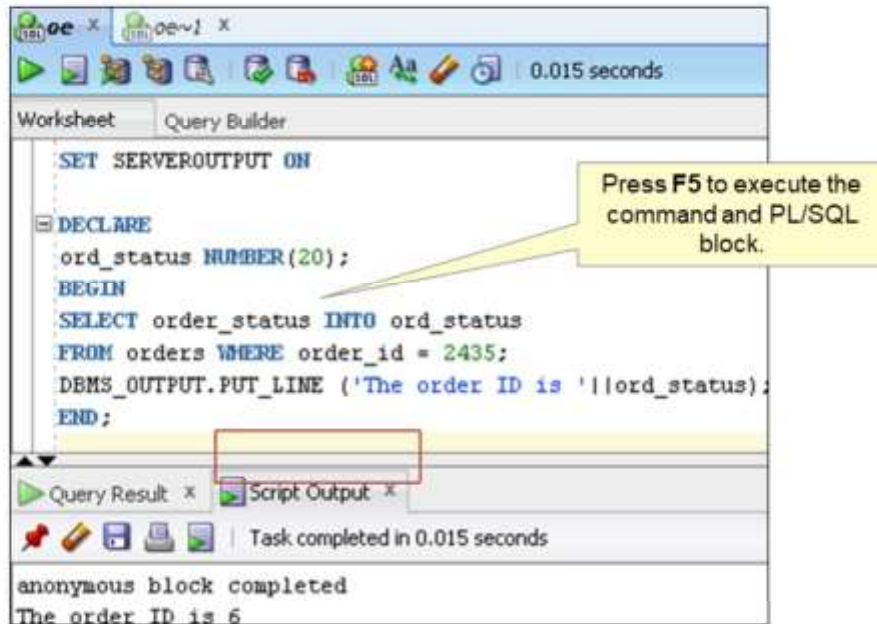 oe x oe~1 x
0.015 seconds
Worksheet Query Builder
SET SERVEROUTPUT ON
Press F5 to execute the
command and PL/SQL
block.
DECLARE
ord_status NUMBER(20);
BEGIN
SELECT order_status INTO ord_status
FROM orders WHERE order_id = 2435;
DBMS_OUTPUT.PUT_LINE ('The order ID is '||ord_status);
END;
Query Result x Script Output x
Task completed in 0.015 seconds
anonymous block completed
The order ID is 6